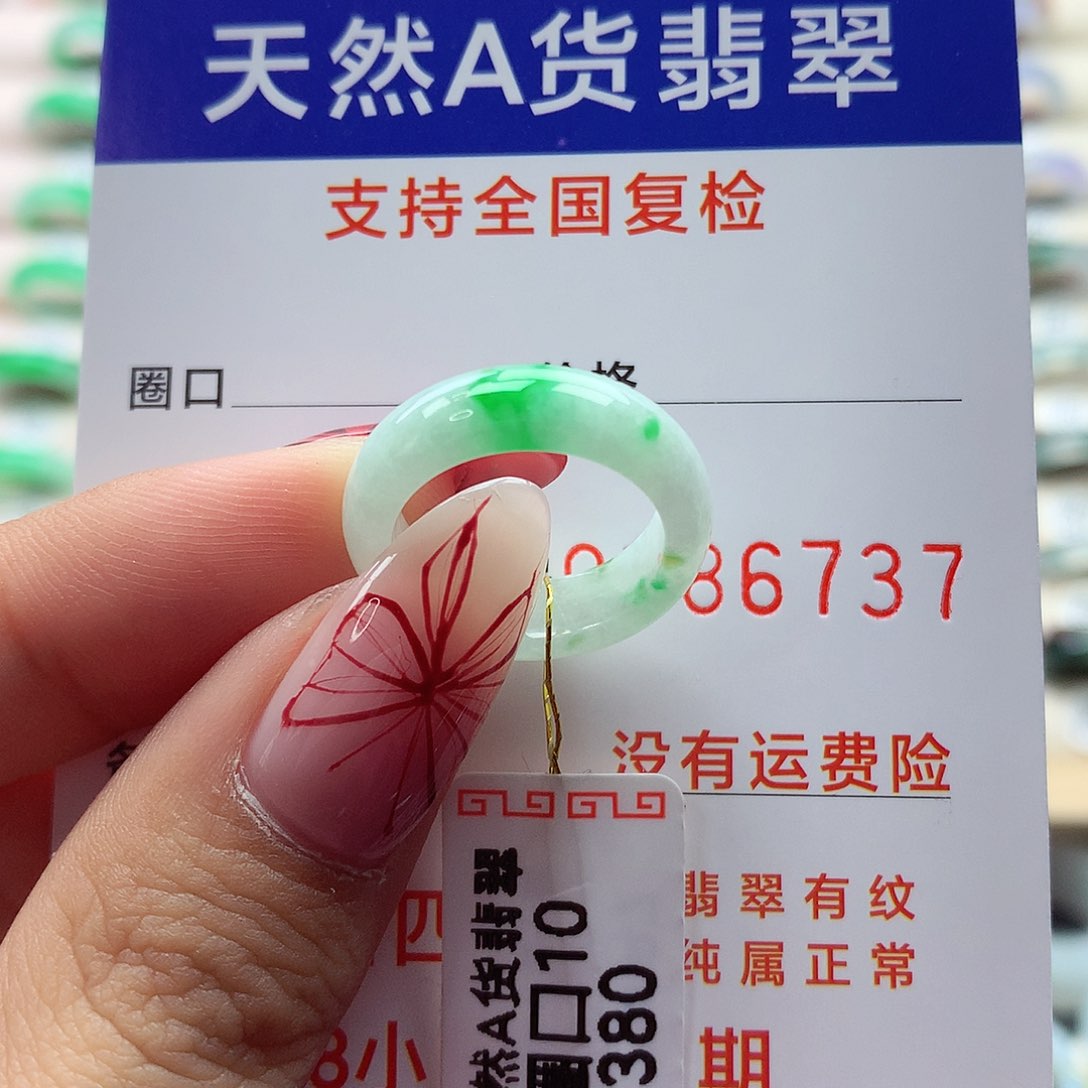 天然A货翡翠
支持全国复检
圈口 价格
86737
没有运费险
翡翠有纹
四
纯属正常
8小 期
然A货翡翠
圈口10
380